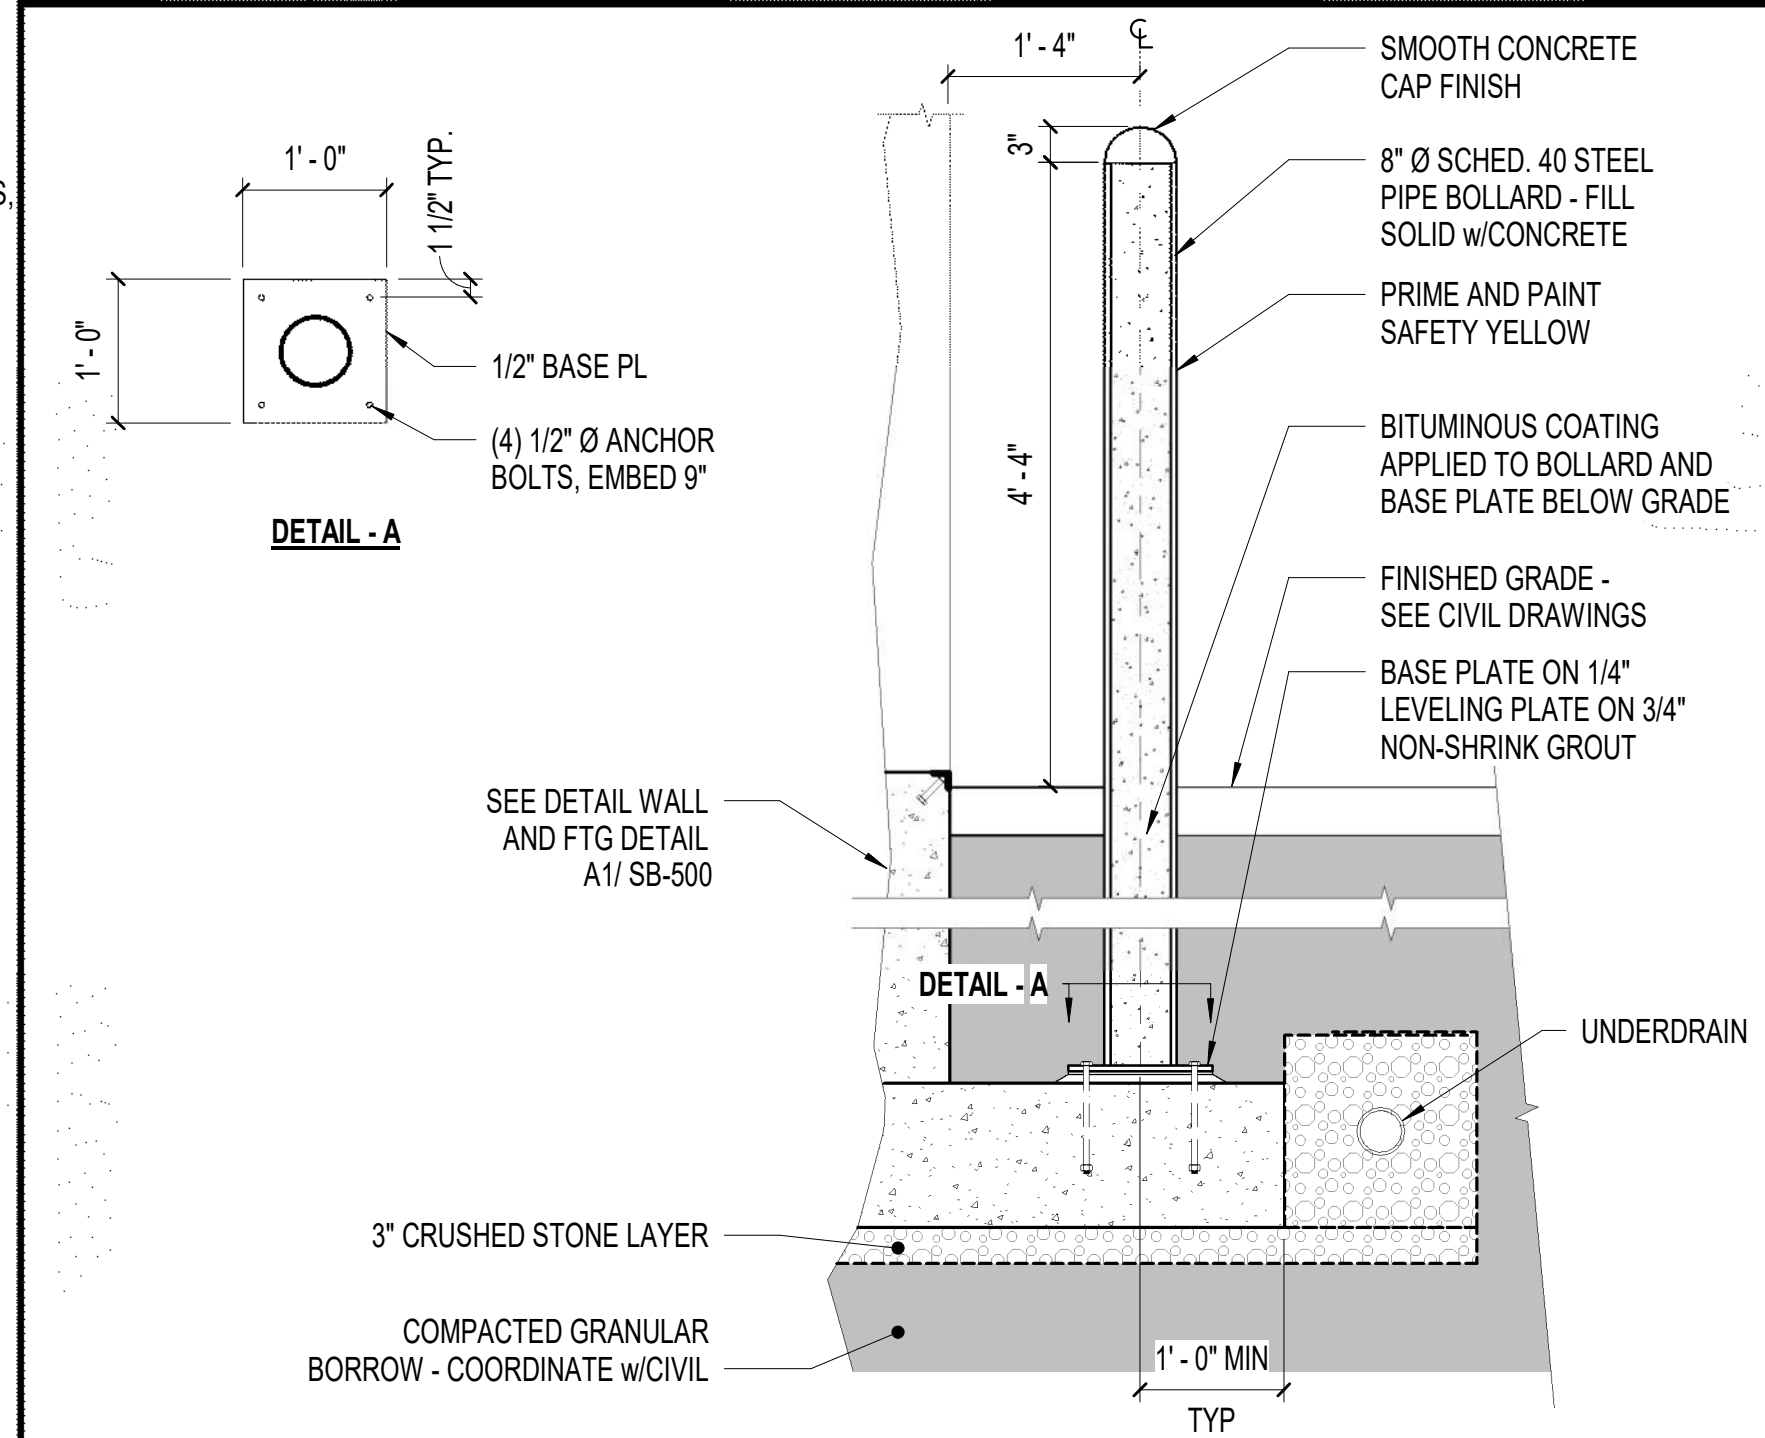 1' - 4"
CL
SMOOTH CONCRETE
CAP FINISH
3"
8" Ø SCHED. 40 STEEL
PIPE BOLLARD - FILL
SOLID w/CONCRETE
PRIME AND PAINT
SAFETY YELLOW
4' - 4"
BITUMINOUS COATING
APPLIED TO BOLLARD AND
BASE PLATE BELOW GRADE
FINISHED GRADE -
SEE CIVIL DRAWINGS
BASE PLATE ON 1/4"
LEVELING PLATE ON 3/4"
NON-SHRINK GROUT
S,
1' - 0"
1 1/2" TYP.
1' - 0"
1/2" BASE PL
(4) 1/2" Ø ANCHOR
BOLTS, EMBED 9"
DETAIL - A
SEE DETAIL WALL
AND FTG DETAIL
A1/ SB-500
DETAIL - A
UNDERDRAIN
3" CRUSHED STONE LAYER
COMPACTED GRANULAR
BORROW - COORDINATE w/CIVIL
1' - 0" MIN
TYP